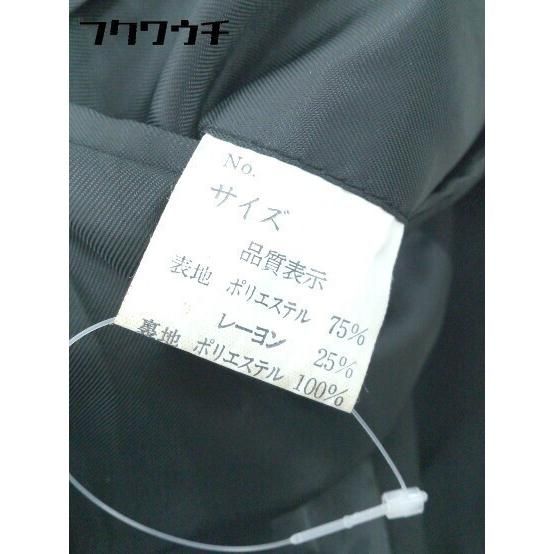 フクワウチ
No.
サイズ
品質表示
表地 ポリエステル 75%
レーヨン 25%
裏地 ポリエステル 100%